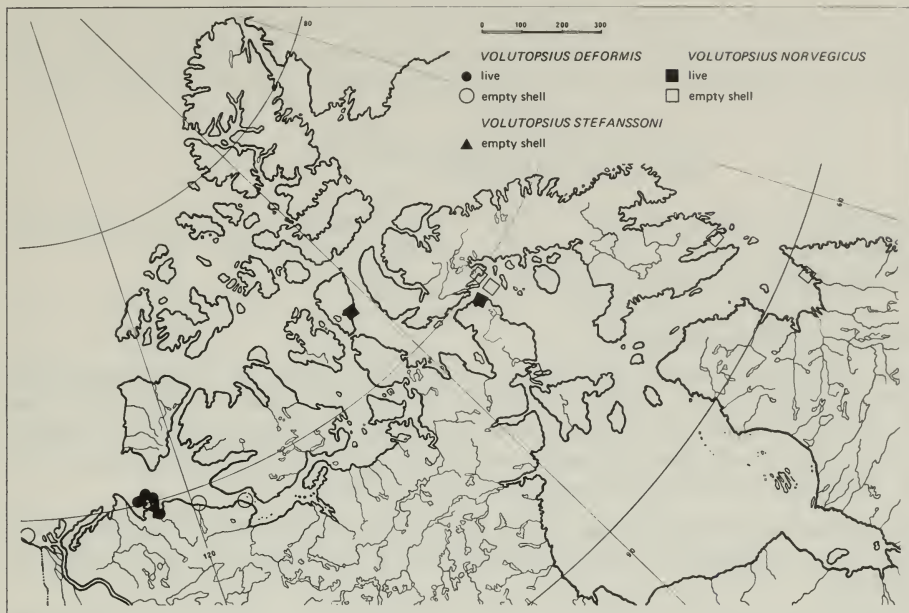 80
0 100 200 300
VOLUTOPSIUS DEFORMIS
live
empty shell
VOLUTOPSIUS STEFANSSONI
empty shell
VOLUTOPSIUS NORVEGICUS
live
empty shell
120
90